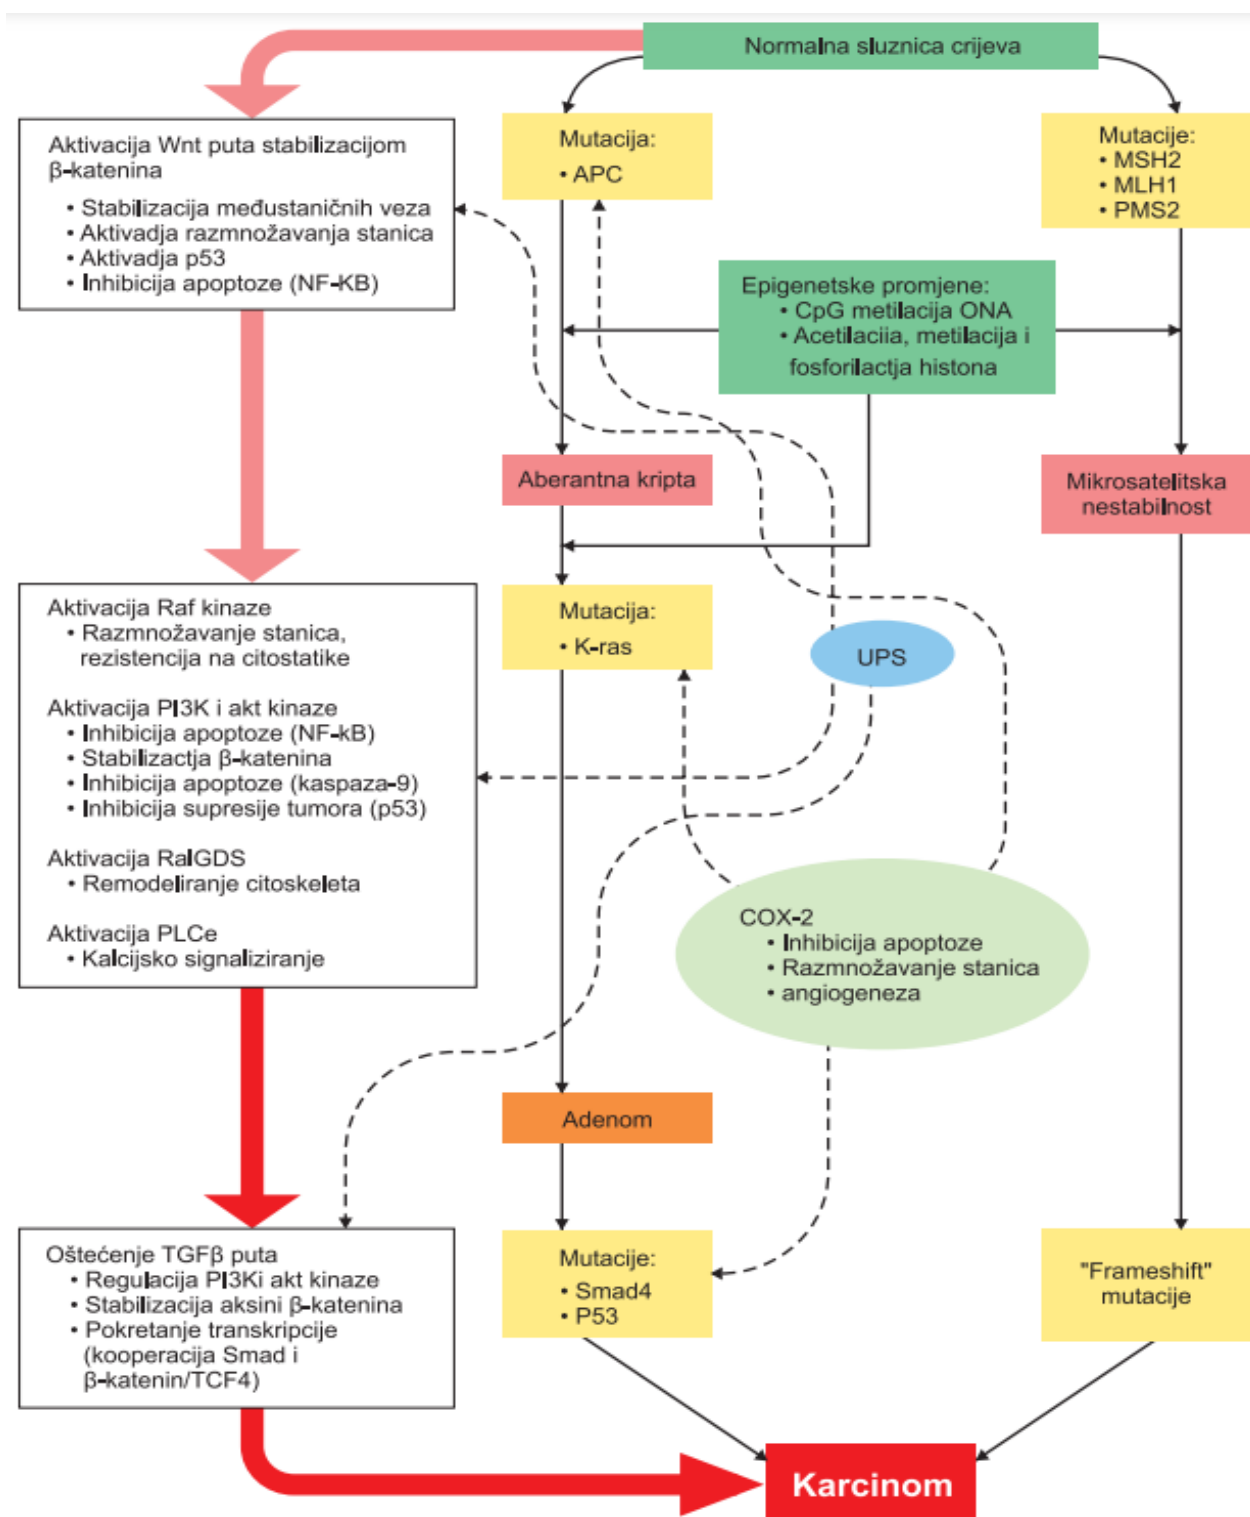 Normalna sluznica crijeva
Aktivacija Wnt puta stabilizacijom
β-katenina
• Stabilizacija međustaničnih veza
• Aktivadja razmnožavanja stanica
• Aktivadja p53
• Inhibicija apoptoze (NF-KB)
Mutacija:
• APC
Mutacije:
• MSH2
• MLH1
• PMS2
Epigenetske promjene:
• CpG metilacija ONA
• Acetilaciia, metilacija i
fosforilactja histona
Aberantna kripta
Mikrosatelitska
nestabilnost
Aktivacija Raf kinaze
• Razmnožavanje stanica,
rezistencija na citostatike
Aktivacija PI3K i akt kinaze
• Inhibicija apoptoze (NF-kB)
• Stabilizactja β-katenina
• Inhibicija apoptoze (kaspaza-9)
• Inhibicija supresije tumora (p53)
Aktivacija RalGDS
• Remodeliranje citoskeleta
Aktivacija PLCe
• Kalcijsko signaliziranje
Mutacija:
• K-ras
UPS
COX-2
• Inhibicija apoptoze
• Razmnožavanje stanica
• angiogeneza
Adenom
Oštećenje TGFβ puta
• Regulacija PI3Ki akt kinaze
• Stabilizacija aksini β-katenina
• Pokretanje transkripcije
(kooperacija Smad i
β-katenin/TCF4)
Mutacije:
• Smad4
• P53
"Frameshift"
mutacije
Karcinom